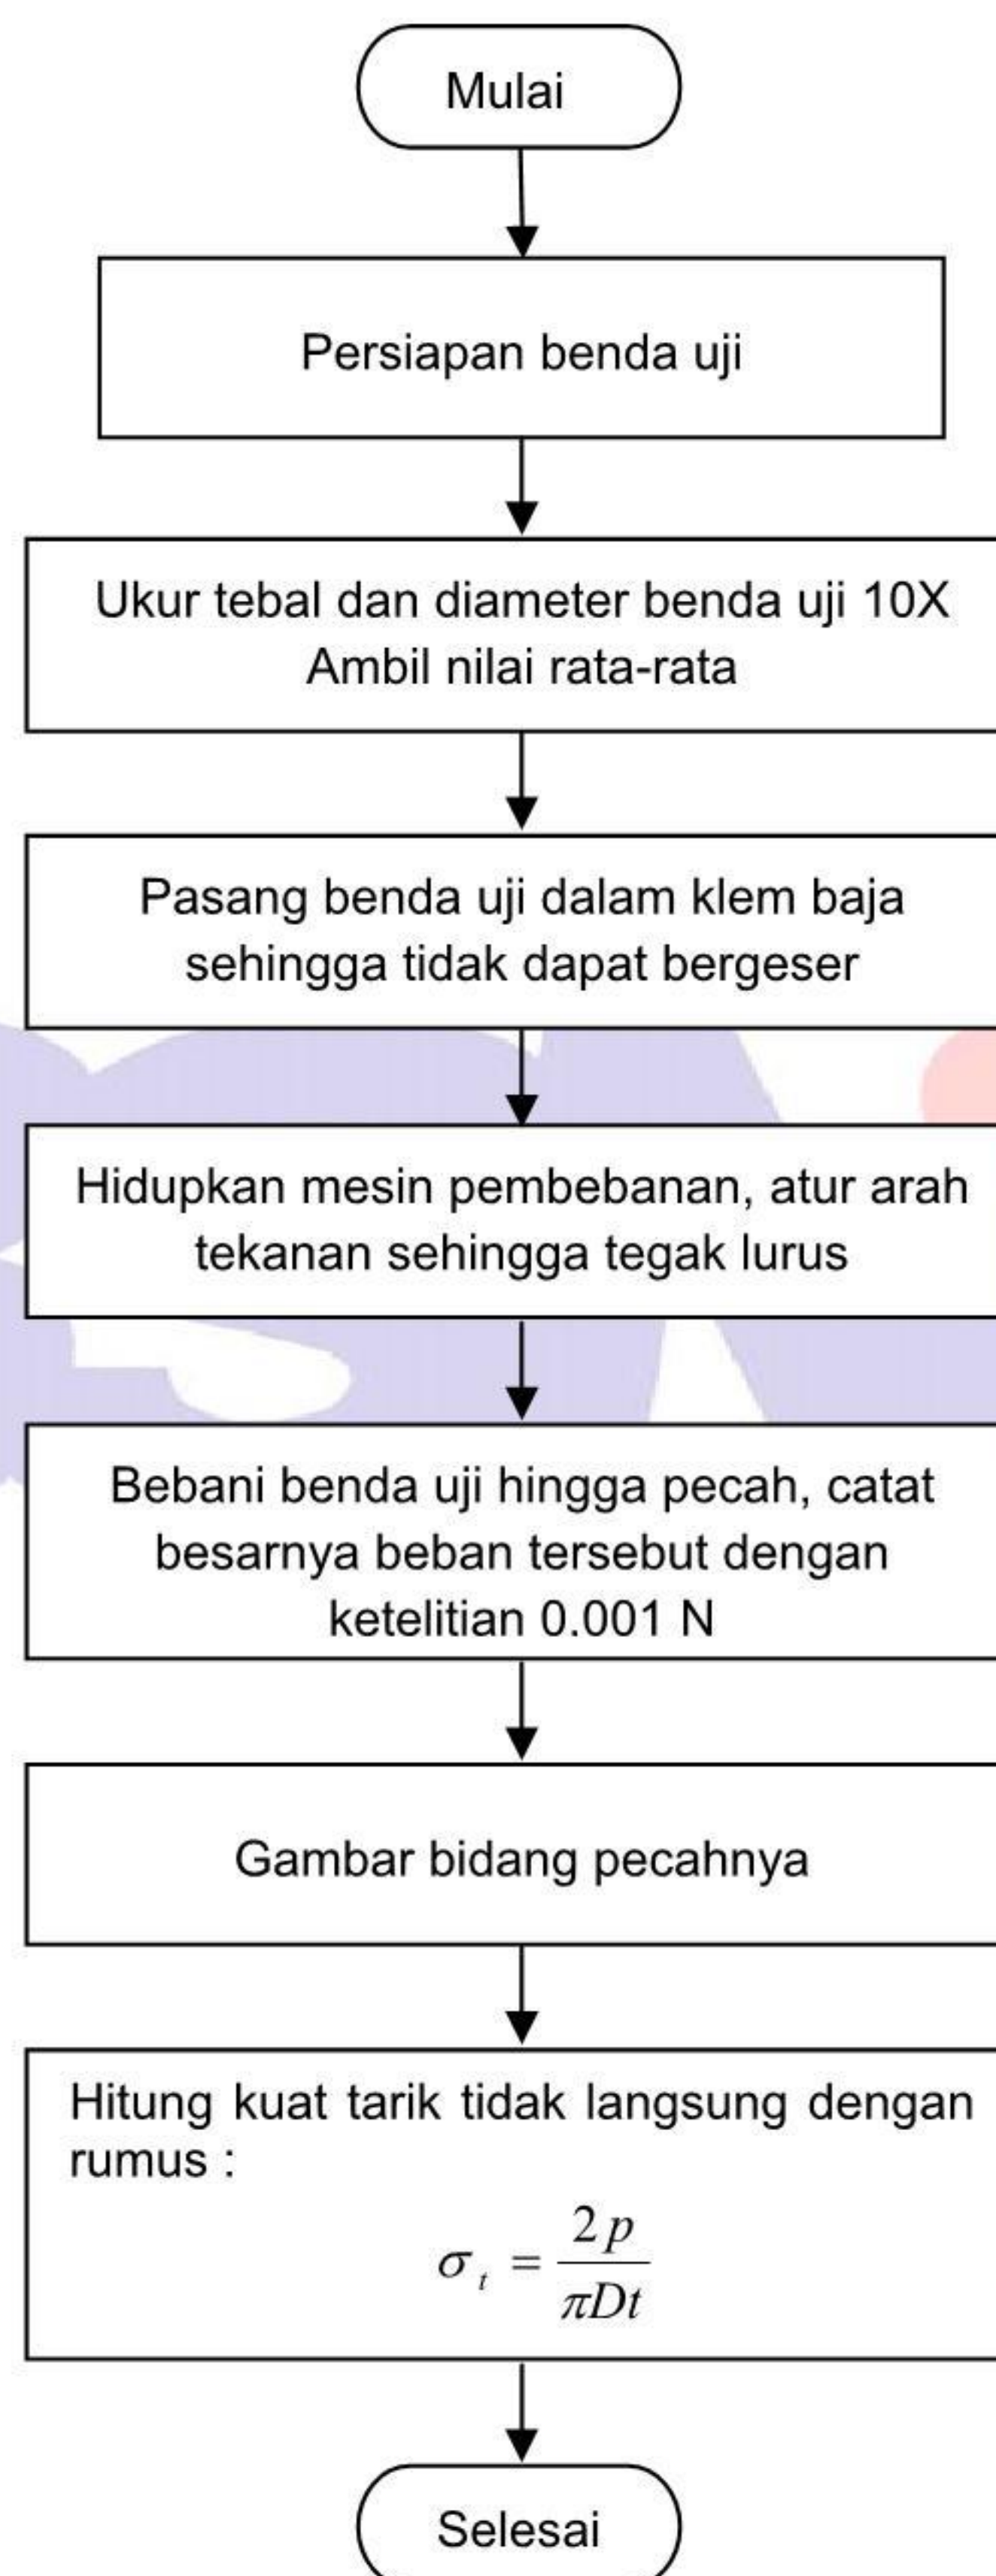 Mulai
Persiapan benda uji
Ukur tebal dan diameter benda uji 10X
Ambil nilai rata-rata
Pasang benda uji dalam klem baja
sehingga tidak dapat bergeser
Hidupkan mesin pembebanan, atur arah
tekanan sehingga tegak lurus
Bebani benda uji hingga pecah, catat
besarnya beban tersebut dengan
ketelitian 0.001 N
Gambar bidang pecahnya
Hitung kuat tarik tidak langsung dengan
rumus :
σ t = 2p / πDt
Selesai